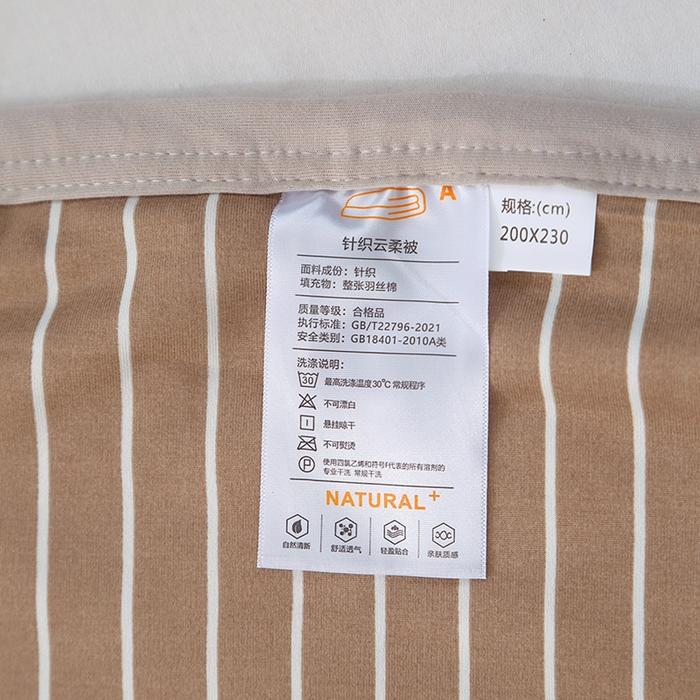 A
规格:(cm)
200X230
针织云柔被
面料成份：针织
填充物：整张羽丝棉
质量等级：合格品
执行标准：GB/T22796-2021
安全类别：GB18401-2010A类
洗涤说明：
30 最高洗涤温度30℃ 常规程序
不可漂白
悬挂晾干
不可熨烫
P 使用四氯乙烯和符号F代表的所有溶剂的
专业干洗 常规干洗
NATURAL+
自然清新 舒适透气 轻盈贴合 亲肤质感